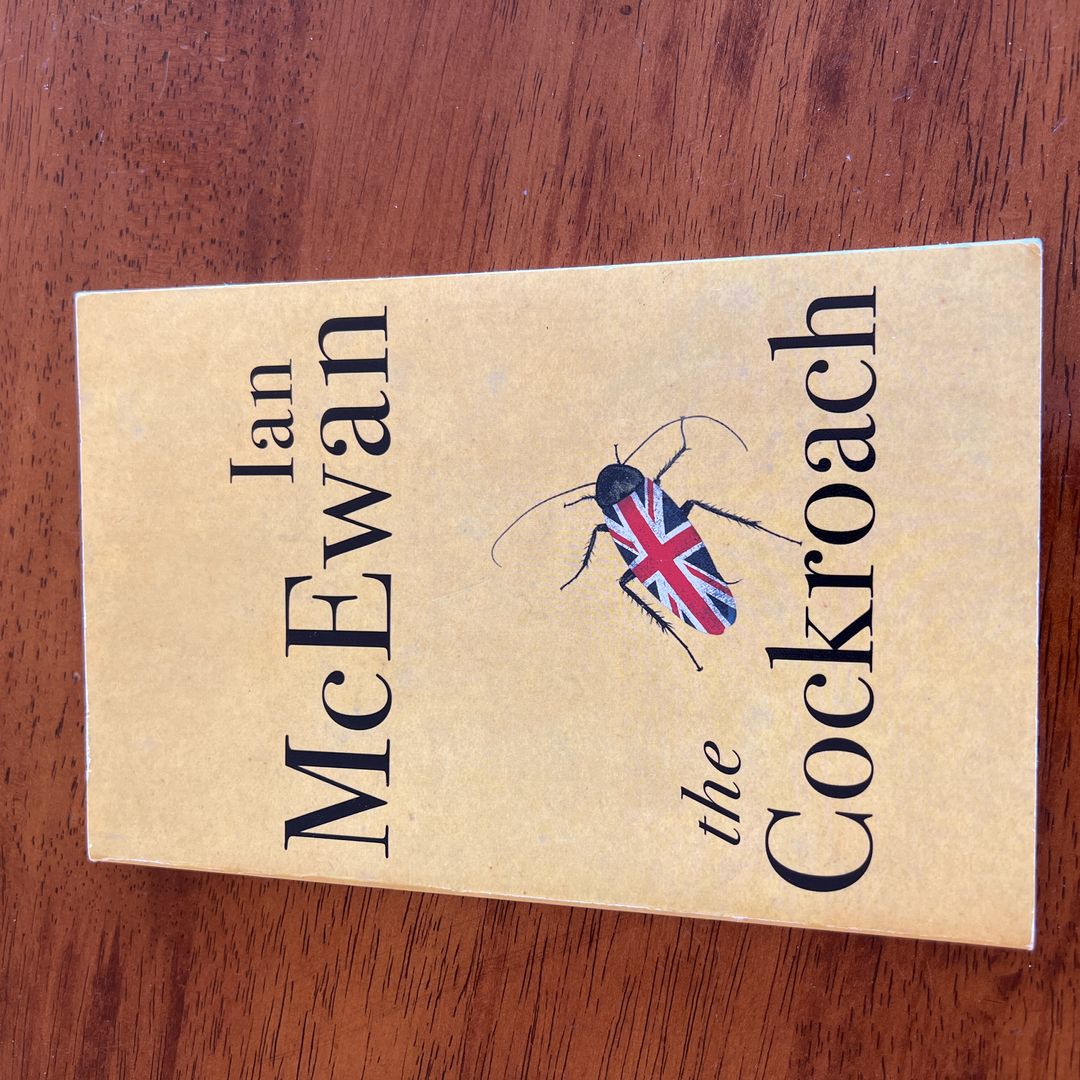 Ian
McEwan
the
Cockroach